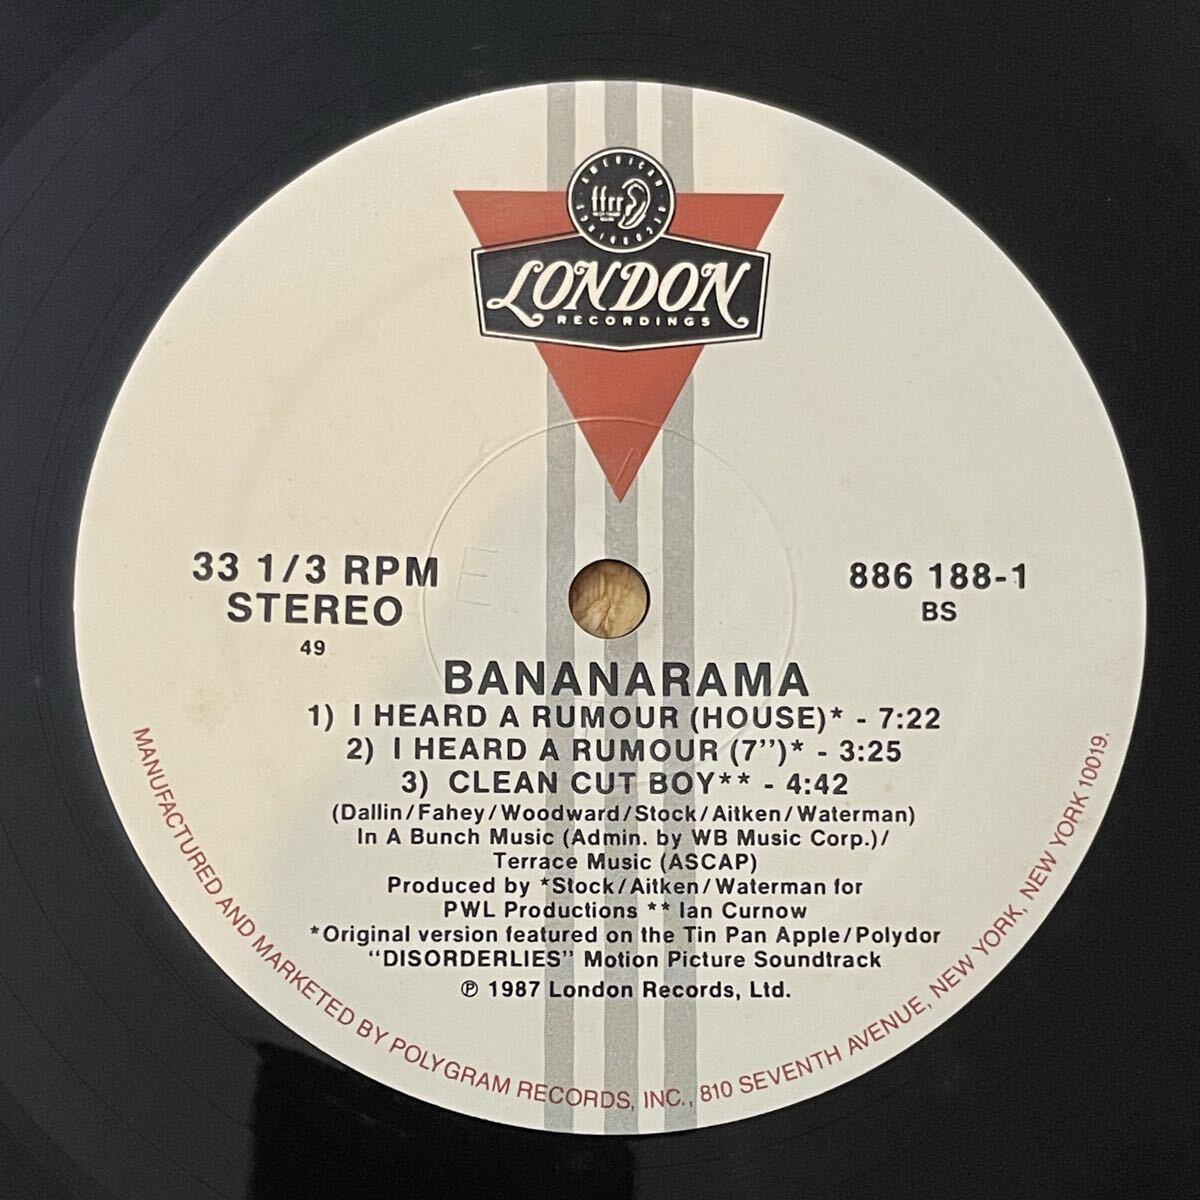 AMERICAN RECORDINGS
ffrr
LONDON
RECORDINGS
33 1/3 RPM
STEREO
49
886 188-1
BS
BANANARAMA
1) I HEARD A RUMOUR (HOUSE)* - 7:22
2) I HEARD A RUMOUR (7'')* - 3:25
3) CLEAN CUT BOY** - 4:42
(Dallin/Fahey/Woodward/Stock/Aitken/Waterman)
In A Bunch Music (Admin. by WB Music Corp.)/
Terrace Music (ASCAP)
Produced by *Stock/Aitken/Waterman for
PWL Productions ** Ian Curnow
*Original version featured on the Tin Pan Apple/Polydor
"DISORDERLIES" Motion Picture Soundtrack
℗ 1987 London Records, Ltd.
MANUFACTURED AND MARKETED BY POLYGRAM RECORDS, INC., 810 SEVENTH AVENUE, NEW YORK, NEW YORK 10019.